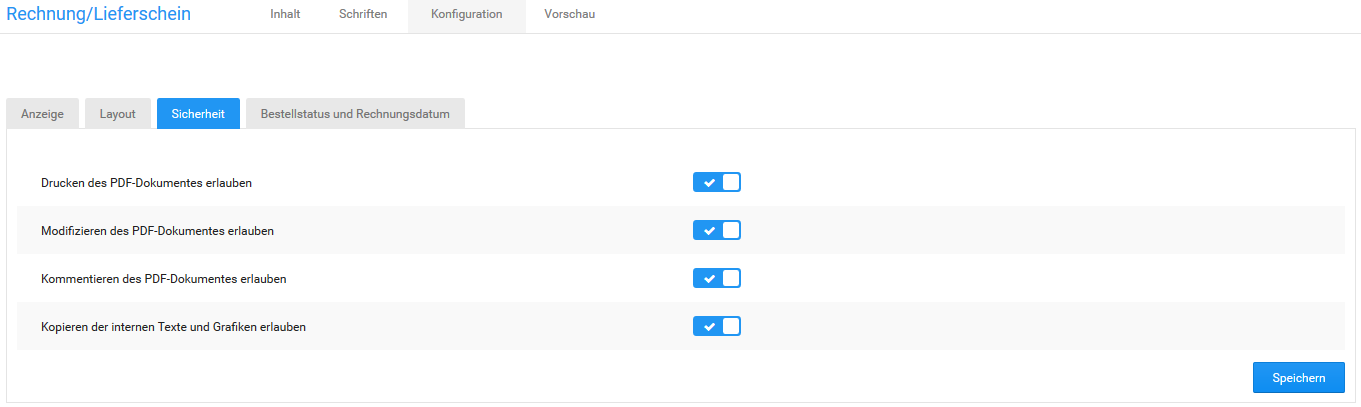 Rechnung/Lieferschein Inhalt Schriften Konfiguration Vorschau
Anzeige Layout Sicherheit Bestellstatus und Rechnungsdatum
Drucken des PDF-Dokumentes erlauben
Modifizieren des PDF-Dokumentes erlauben
Kommentieren des PDF-Dokumentes erlauben
Kopieren der internen Texte und Grafiken erlauben
Speichern